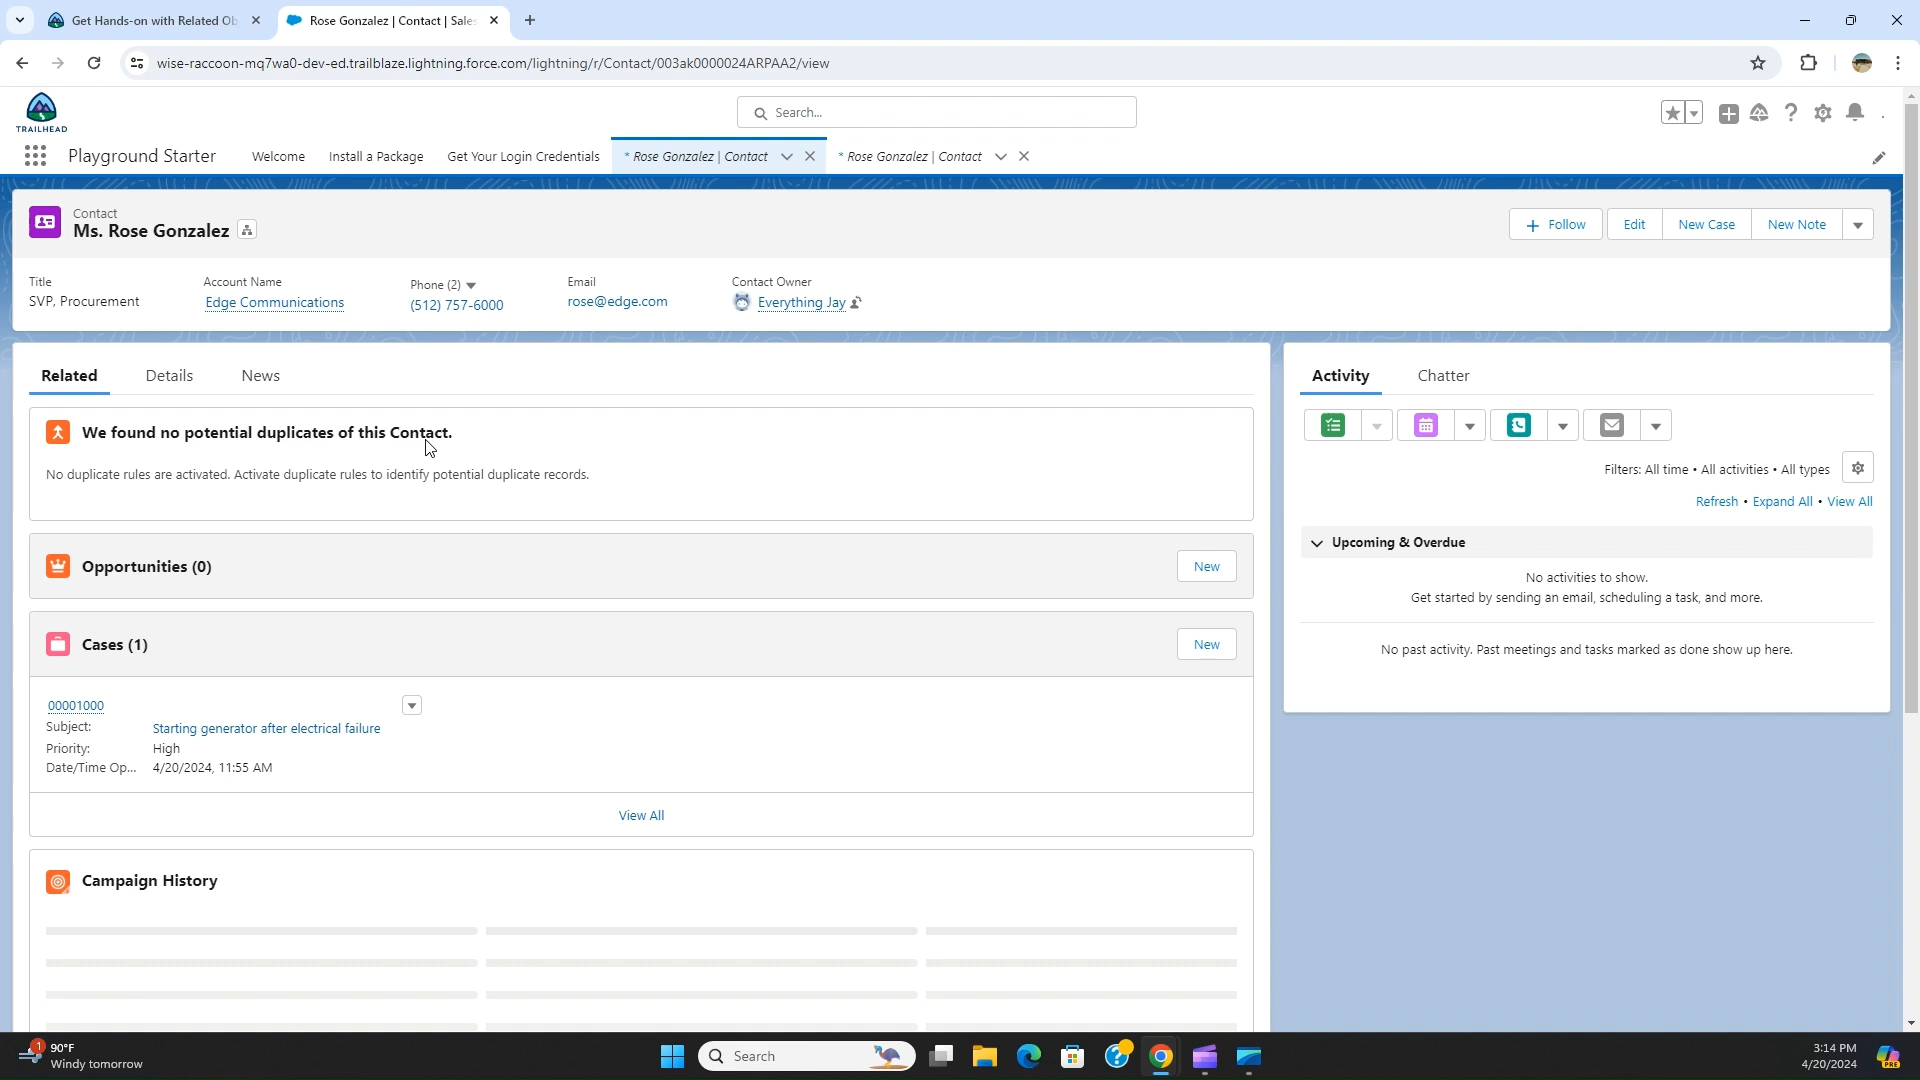 Get Hands-on with Related Ob
Rose Gonzalez | Contact | Sales
wise-raccoon-mq7wa0-dev-ed.trailblaze.lightning.force.com/lightning/r/Contact/003ak0000024ARPAA2/view
TRAILHEAD
Search...
Playground Starter
Welcome
Install a Package
Get Your Login Credentials
* Rose Gonzalez | Contact
* Rose Gonzalez | Contact
Contact
Ms. Rose Gonzalez
Follow
Edit
New Case
New Note
Title
SVP, Procurement
Account Name
Edge Communications
Phone (2)
(512) 757-6000
Email
rose@edge.com
Contact Owner
Everything Jay
Related
Details
News
We found no potential duplicates of this Contact.
No duplicate rules are activated. Activate duplicate rules to identify potential duplicate records.
Opportunities (0)
New
Cases (1)
New
00001000
Subject: Starting generator after electrical failure
Priority: High
Date/Time Op... 4/20/2024, 11:55 AM
View All
Campaign History
Activity
Chatter
Filters: All time • All activities • All types
Refresh • Expand All • View All
Upcoming & Overdue
No activities to show.
Get started by sending an email, scheduling a task, and more.
No past activity. Past meetings and tasks marked as done show up here.
1
90°F
Windy tomorrow
Search
3:14 PM
4/20/2024
PRE